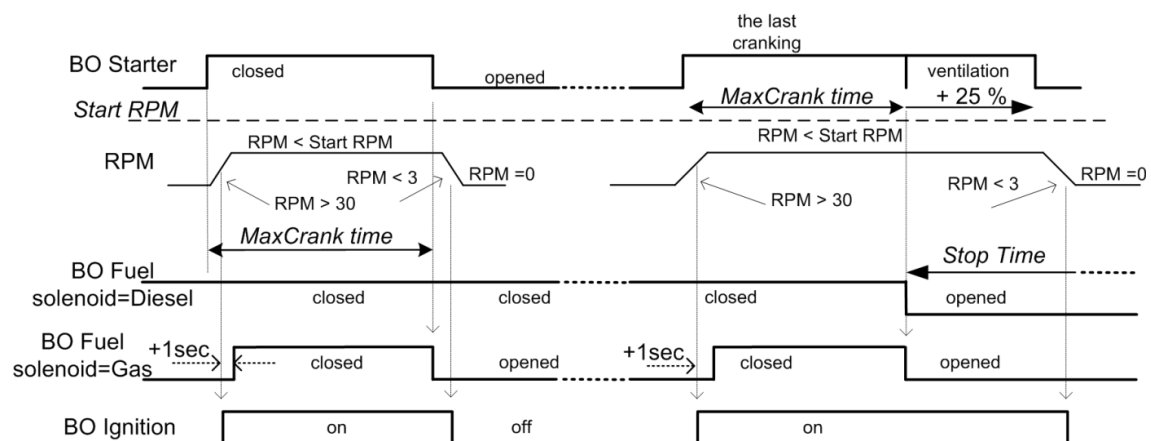 the last
cranking
BO Starter
closed
opened
ventilation
+ 25 %
MaxCrank time
Start RPM
RPM < Start RPM
RPM < Start RPM
RPM
RPM < 3
RPM =0
RPM > 30
RPM < 3
RPM =0
RPM > 30
MaxCrank time
BO Fuel
solenoid=Diesel
closed
closed
closed
Stop Time
opened
BO Fuel
solenoid=Gas
+1sec
closed
opened
+1sec
closed
opened
BO Ignition
on
off
on